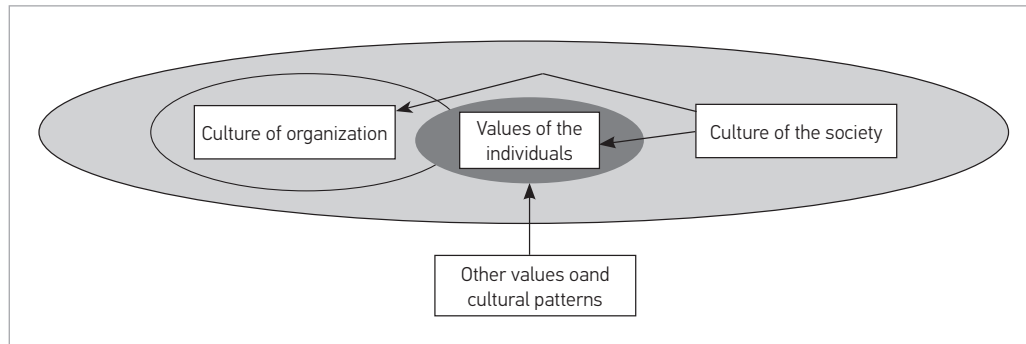 Culture of organization
Values of the
individuals
Culture of the society
Other values oand
cultural patterns